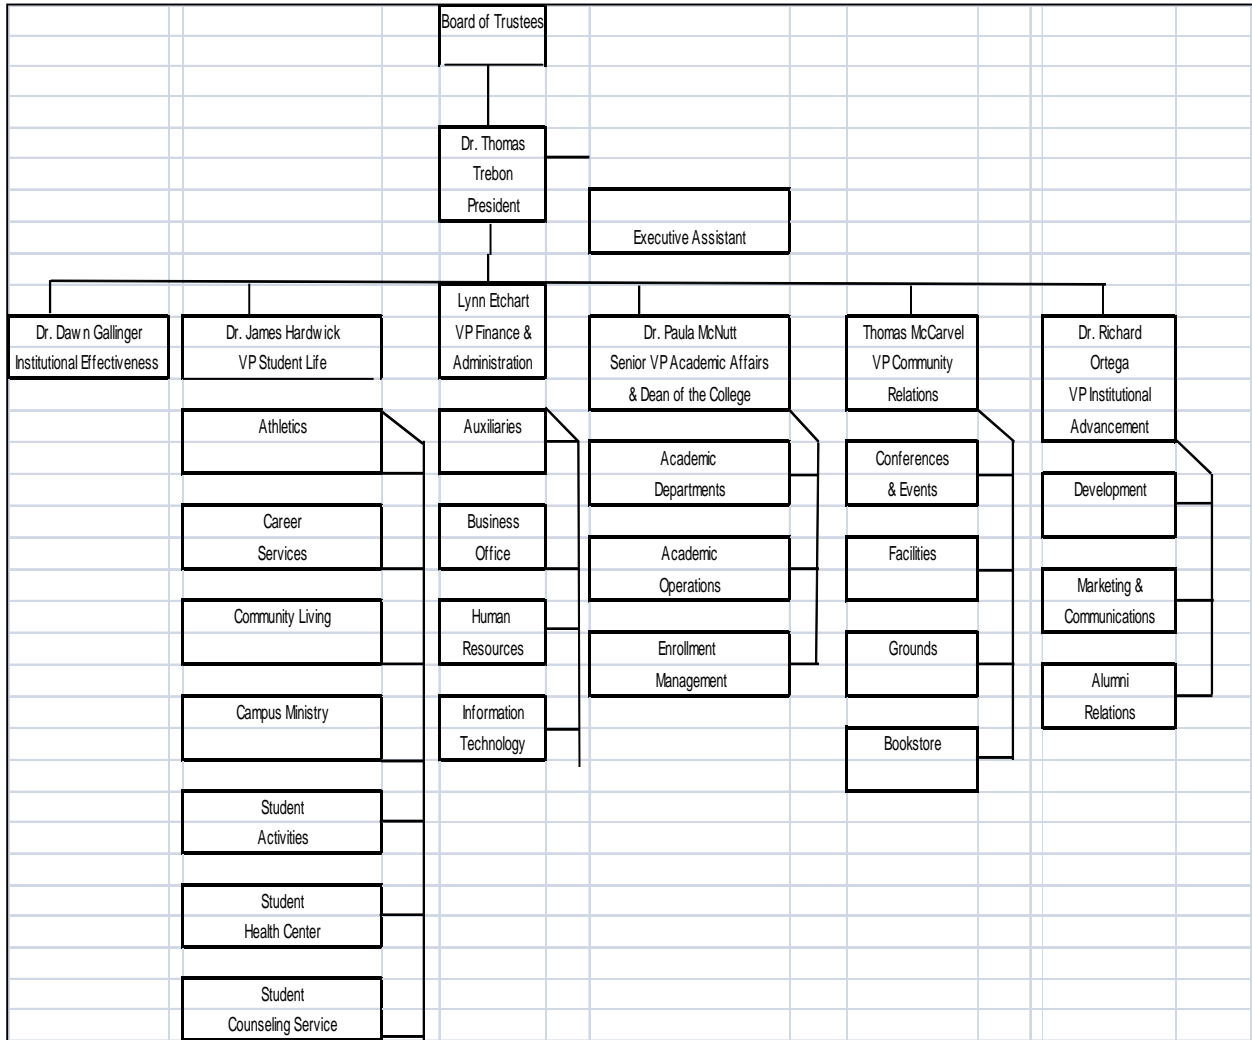 Board of Trustees
Dr. Thomas
Trebon
President
Executive Assistant
Dr. Dawn Gallinger
Institutional Effectiveness
Dr. James Hardwick
VP Student Life
Athletics
Career
Services
Community Living
Campus Ministry
Student
Activities
Student
Health Center
Student
Counseling Service
Lynn Etchart
VP Finance &
Administration
Auxiliaries
Business
Office
Human
Resources
Information
Technology
Dr. Paula McNutt
Senior VP Academic Affairs
& Dean of the College
Academic
Departments
Academic
Operations
Enrollment
Management
Thomas McCarvel
VP Community
Relations
Conferences
& Events
Facilities
Grounds
Bookstore
Dr. Richard
Ortega
VP Institutional
Advancement
Development
Marketing &
Communications
Alumni
Relations